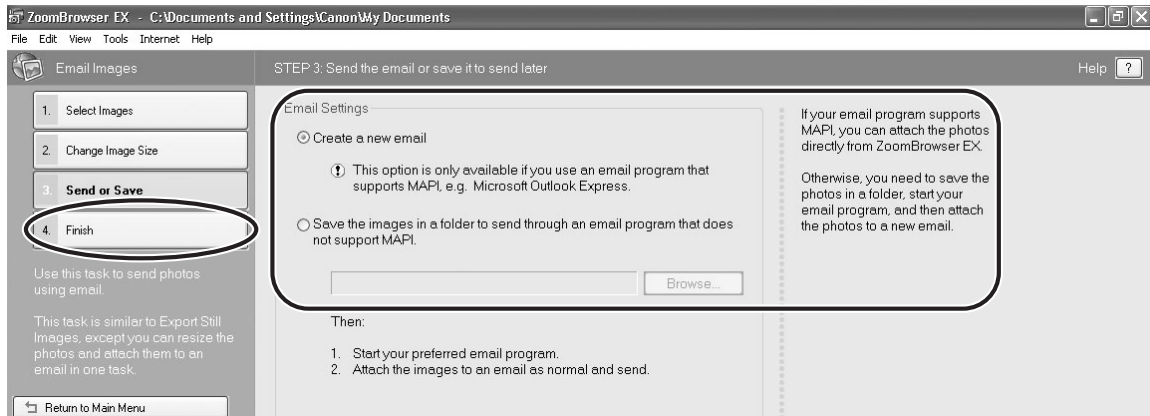 ZoomBrowser EX - C:\Documents and Settings\Canon\My Documents
File Edit View Tools Internet Help
Email Images
STEP 3: Send the email or save it to send later
Help ?
1. Select Images
2. Change Image Size
3. Send or Save
4. Finish
Use this task to send photos
using email.
This task is similar to Export Still
Images, except you can resize the
photos and attach them to an
email in one task.
Return to Main Menu
Email Settings
Create a new email
This option is only available if you use an email program that
supports MAPI, e.g. Microsoft Outlook Express.
Save the images in a folder to send through an email program that does
not support MAPI.
Browse...
Then:
1. Start your preferred email program.
2. Attach the images to an email as normal and send.
If your email program supports
MAPI, you can attach the photos
directly from ZoomBrowser EX.
Otherwise, you need to save the
photos in a folder, start your
email program, and then attach
the photos to a new email.